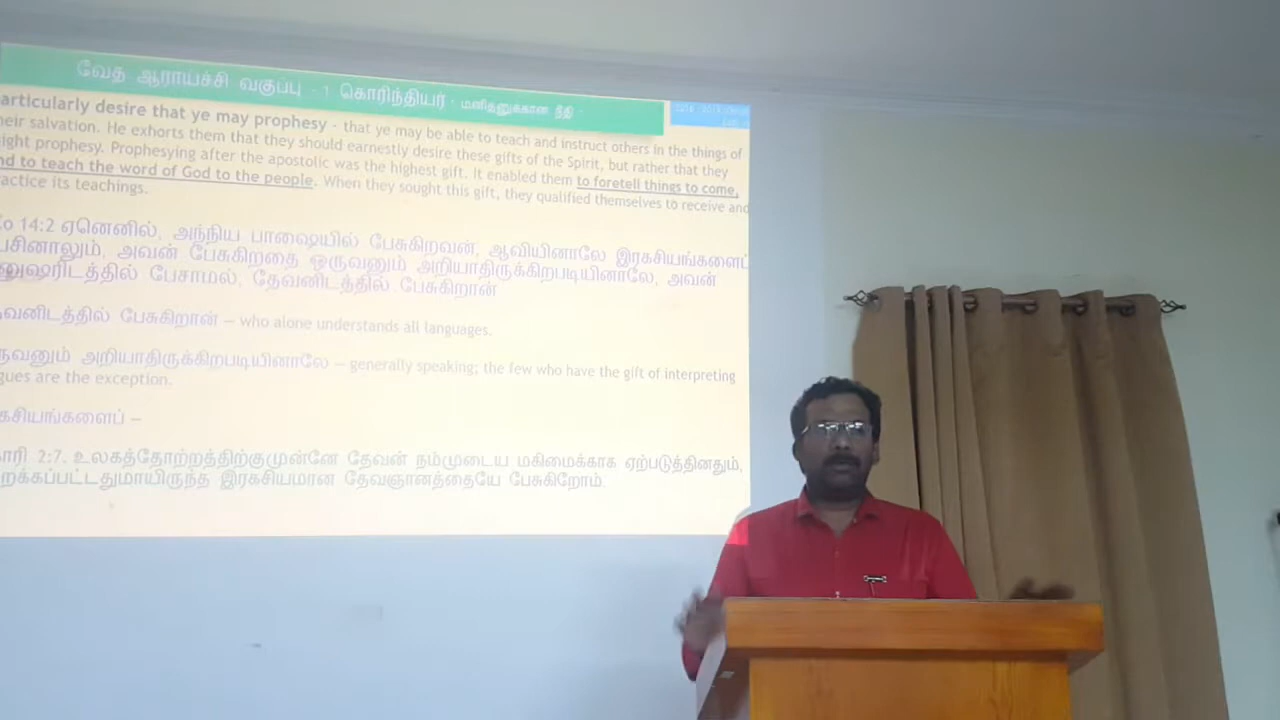 வேத ஆராய்ச்சி வகுப்பு - 1 கொரிந்தியர் - மனிதனுக்கான நீதி -
articularly desire that ye may prophesy - that ye may be able to teach and instruct others in the things of
heir salvation. He exhorts them that they should earnestly desire these gifts of the Spirit, but rather that they
ight prophesy. Prophesying after the apostolic was the highest gift. It enabled them to foretell things to come,
nd to teach the word of God to the people. When they sought this gift, they qualified themselves to receive and
ractice its teachings.
Co 14:2 ஏனெனில், அந்நிய பாஷையில் பேசுகிறவன், ஆவியினாலே இரகசியங்களைப்
பசினாலும், அவன் பேசுகிறதை ஒருவனும் அறியாதிருக்கிறபடியினாலே, அவன்
னுஷரிடத்தில் பேசாமல், தேவனிடத்தில் பேசுகிறான்
தவனிடத்தில் பேசுகிறான் – who alone understands all languages.
ருவனும் அறியாதிருக்கிறபடியினாலே – generally speaking; the few who have the gift of interpreting
gues are the exception.
கசியங்களைப் –
ொரி. 2:7. உலகத்தோற்றத்திற்குமுன்னே தேவன் நம்முடைய மகிமைக்காக ஏற்படுத்தினதும்,
றைக்கப்பட்டதுமாயிருந்த இரகசியமான தேவஞானத்தையே பேசுகிறோம்.